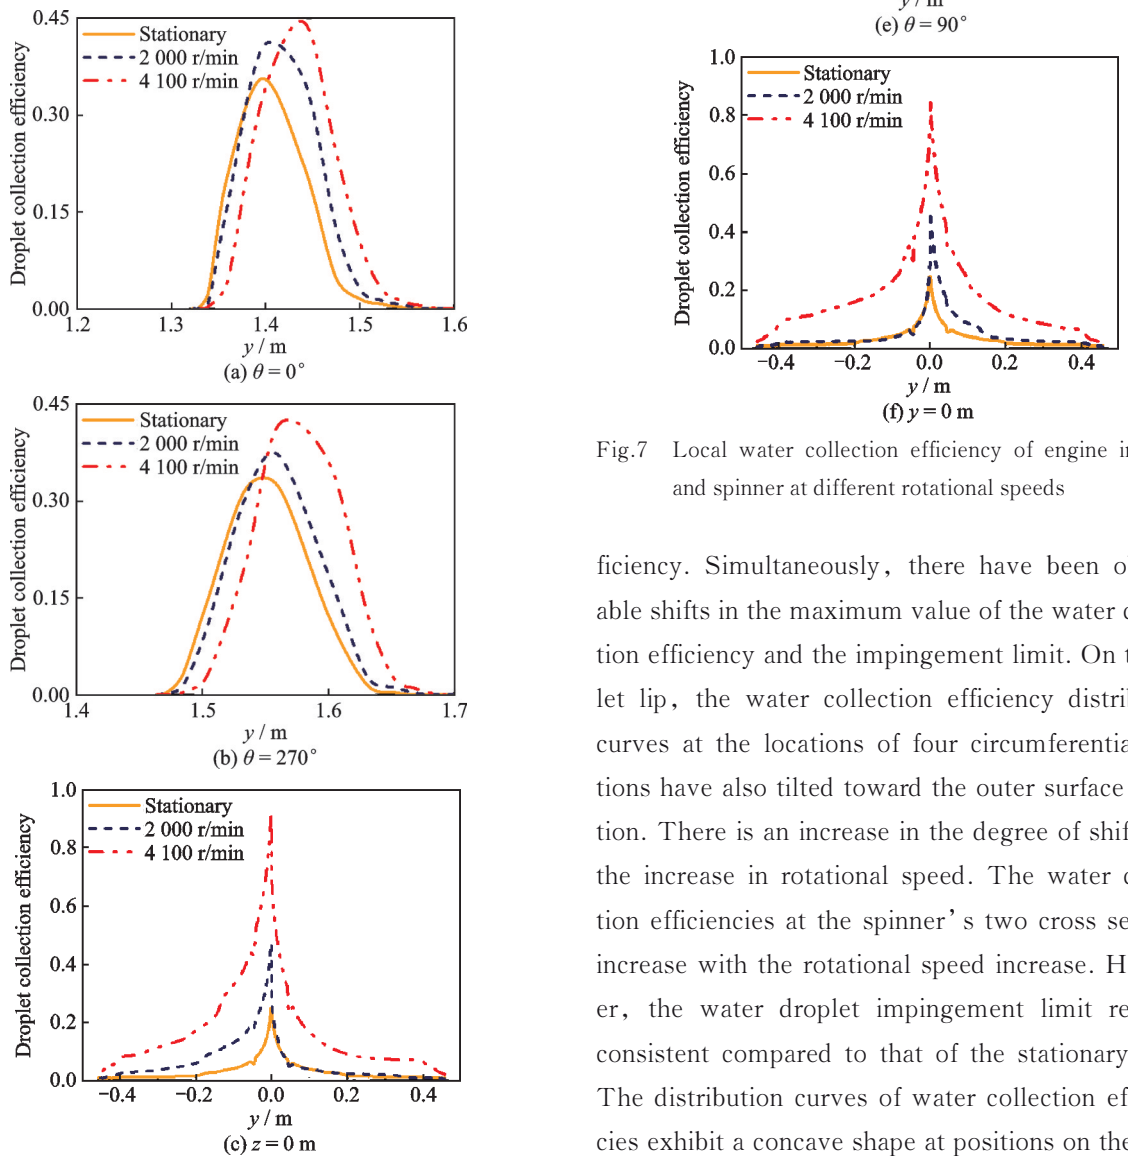 0.45
0.30
0.15
0.00
Droplet collection efficiency
Stationary
2 000 r/min
4 100 r/min
1.2 1.3 1.4 1.5 1.6
y / m
(a) θ = 0°
0.45
0.30
0.15
0.00
Droplet collection efficiency
Stationary
2 000 r/min
4 100 r/min
1.4 1.5 1.6 1.7
y / m
(b) θ = 270°
1.0
0.8
0.6
0.4
0.2
0.0
Droplet collection efficiency
Stationary
2 000 r/min
4 100 r/min
−0.4 −0.2 0.0 0.2 0.4
y / m
(c) z = 0 m
y / m
(e) θ = 90°
1.0
0.8
0.6
0.4
0.2
0.0
Droplet collection efficiency
Stationary
2 000 r/min
4 100 r/min
−0.4 −0.2 0.0 0.2 0.4
y / m
(f) y = 0 m
Fig.7 Local water collection efficiency of engine in
and spinner at different rotational speeds
ficiency. Simultaneously, there have been o
able shifts in the maximum value of the water c
tion efficiency and the impingement limit. On t
let lip, the water collection efficiency distri
curves at the locations of four circumferential
tions have also tilted toward the outer surface
tion. There is an increase in the degree of shif
the increase in rotational speed. The water c
tion efficiencies at the spinner’s two cross se
increase with the rotational speed increase. H
er, the water droplet impingement limit re
consistent compared to that of the stationary
The distribution curves of water collection ef
cies exhibit a concave shape at positions on the